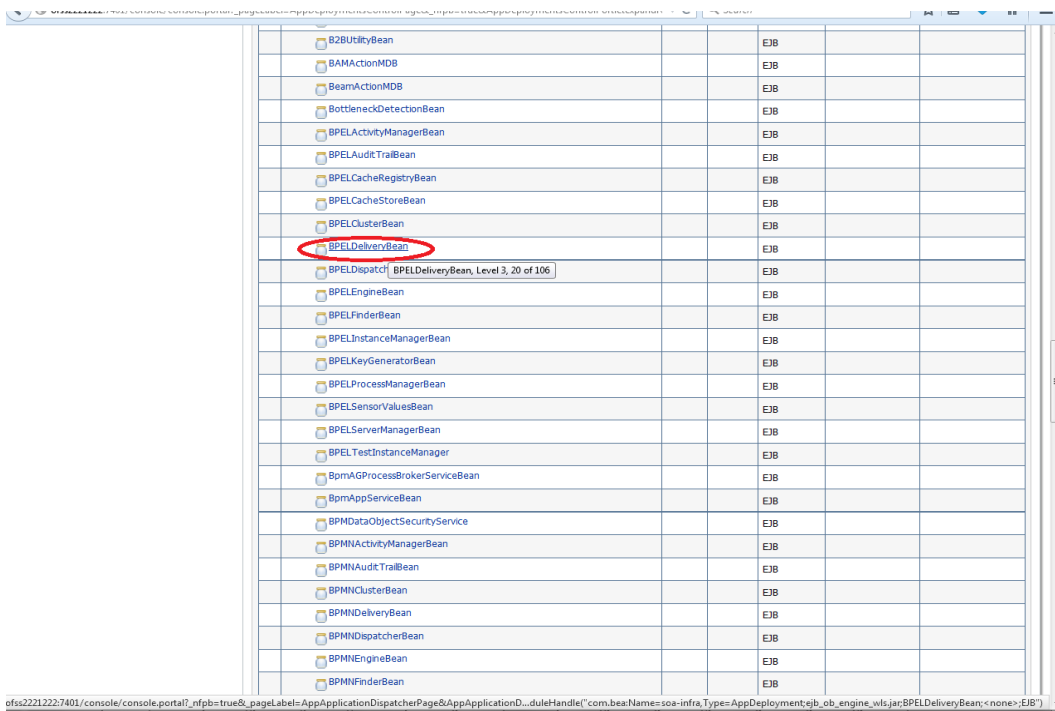 B2BUtilityBean EJB
BAMActionMDB EJB
BeamActionMDB EJB
BottleneckDetectionBean EJB
BPELActivityManagerBean EJB
BPELAuditTrailBean EJB
BPELCacheRegistryBean EJB
BPELCacheStoreBean EJB
BPELClusterBean EJB
BPELDeliveryBean EJB
BPELDispatch BPELDeliveryBean, Level 3, 20 of 106 EJB
BPELEngineBean EJB
BPELFinderBean EJB
BPELInstanceManagerBean EJB
BPELKeyGeneratorBean EJB
BPELProcessManagerBean EJB
BPELSensorValuesBean EJB
BPELServerManagerBean EJB
BPELTestInstanceManager EJB
BpmAGProcessBrokerServiceBean EJB
BpmAppServiceBean EJB
BPMDataObjectSecurityService EJB
BPMNActivityManagerBean EJB
BPMNAuditTrailBean EJB
BPMNClusterBean EJB
BPMNDeliveryBean EJB
BPMNDispatcherBean EJB
BPMNEngineBean EJB
BPMNFinderBean EJB
ofss2221222:7401/console/console.portal?_nfpb=true&_pageLabel=AppApplicationDispatcherPage&AppApplicationD...duleHandle("com.bea:Name=soa-infra,Type=AppDeployment;ejb_ob_engine_wls.jar;BPELDeliveryBean;<none>;EJB")